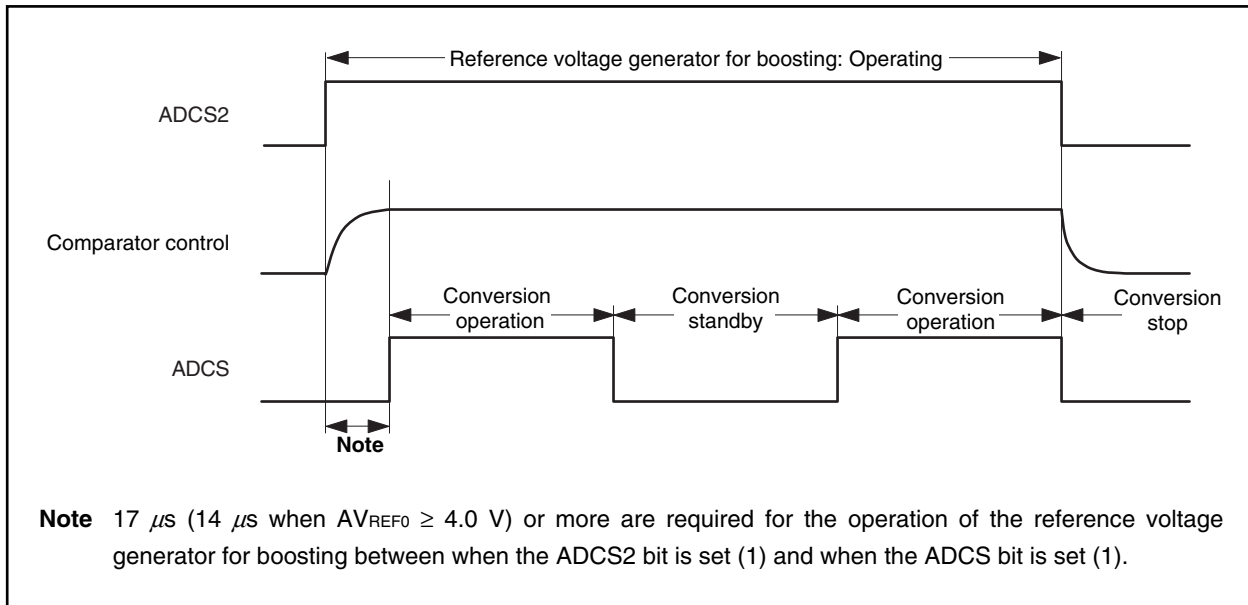 Reference voltage generator for boosting: Operating
ADCS2
Comparator control
Conversion
operation
Conversion
standby
Conversion
operation
Conversion
stop
ADCS
Note
Note 17 μs (14 μs when AVREF0 ≥ 4.0 V) or more are required for the operation of the reference voltage
generator for boosting between when the ADCS2 bit is set (1) and when the ADCS bit is set (1).